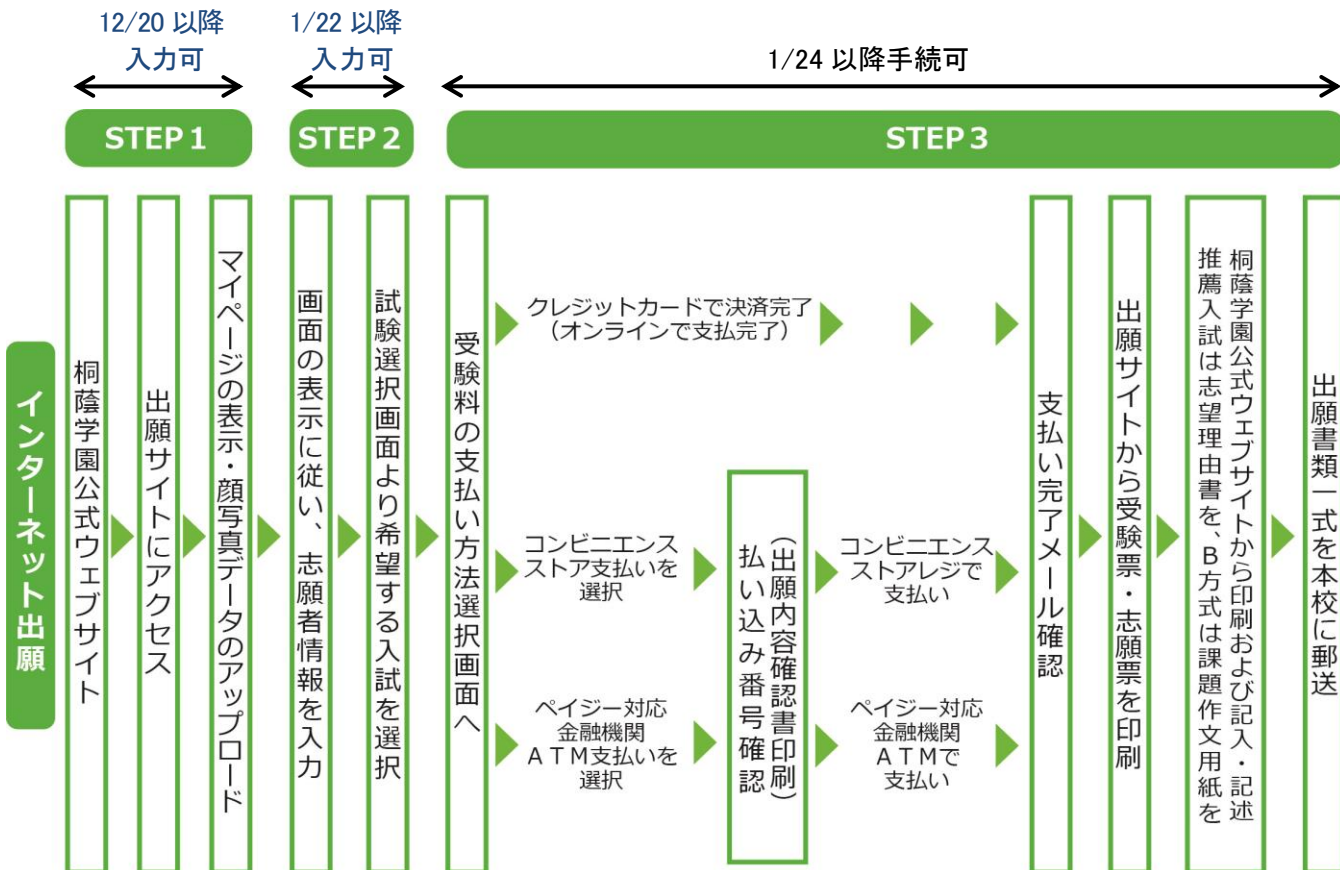 12/20 以降
入力可
1/22 以降
入力可
1/24 以降手続可
STEP 1
STEP 2
STEP 3
インターネット出願
桐蔭学園公式ウェブサイト
出願サイトにアクセス
マイページの表示・顔写真データのアップロード
画面の表示に従い、志願者情報を入力
試験選択画面より希望する入試を選択
受験料の支払い方法選択画面へ
クレジットカードで決済完了
（オンラインで支払完了）
コンビニエンス
ストア支払いを
選択
ペイジー対応
金融機関
ＡＴＭ支払いを
選択
払い込み番号確認
（出願内容確認書印刷）
コンビニエンス
ストアレジで
支払い
ペイジー対応
金融機関
ＡＴＭで
支払い
支払い完了メール確認
出願サイトから受験票・志願票を印刷
推薦入試は志望理由書を、Ｂ方式は課題作文用紙を
桐蔭学園公式ウェブサイトから印刷および記入・記述
出願書類一式を本校に郵送